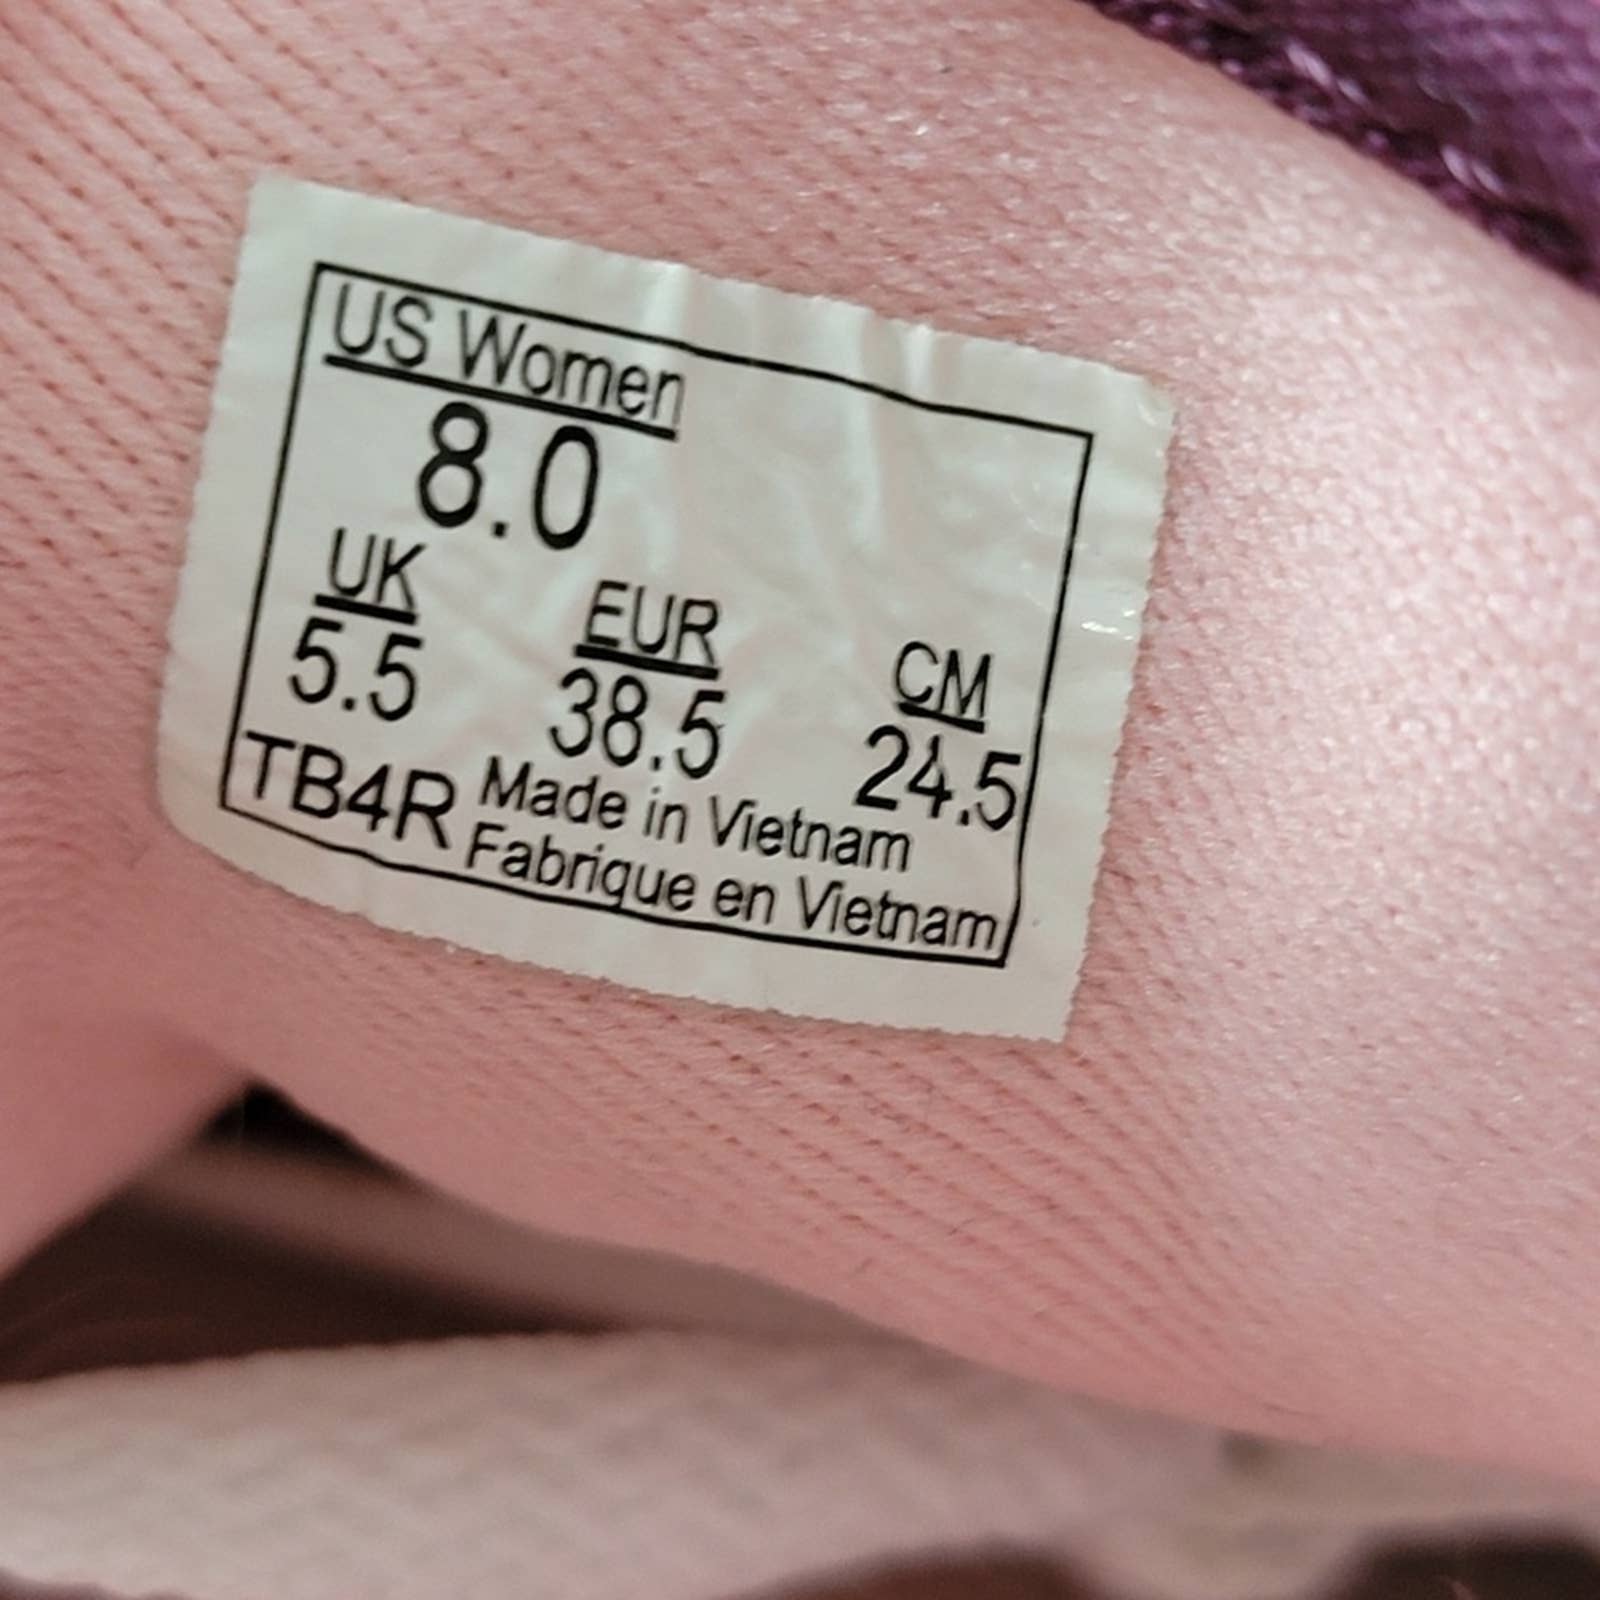 US Women
8.0
UK EUR CM
5.5 38.5 24.5
TB4R Made in Vietnam
Fabrique en Vietnam